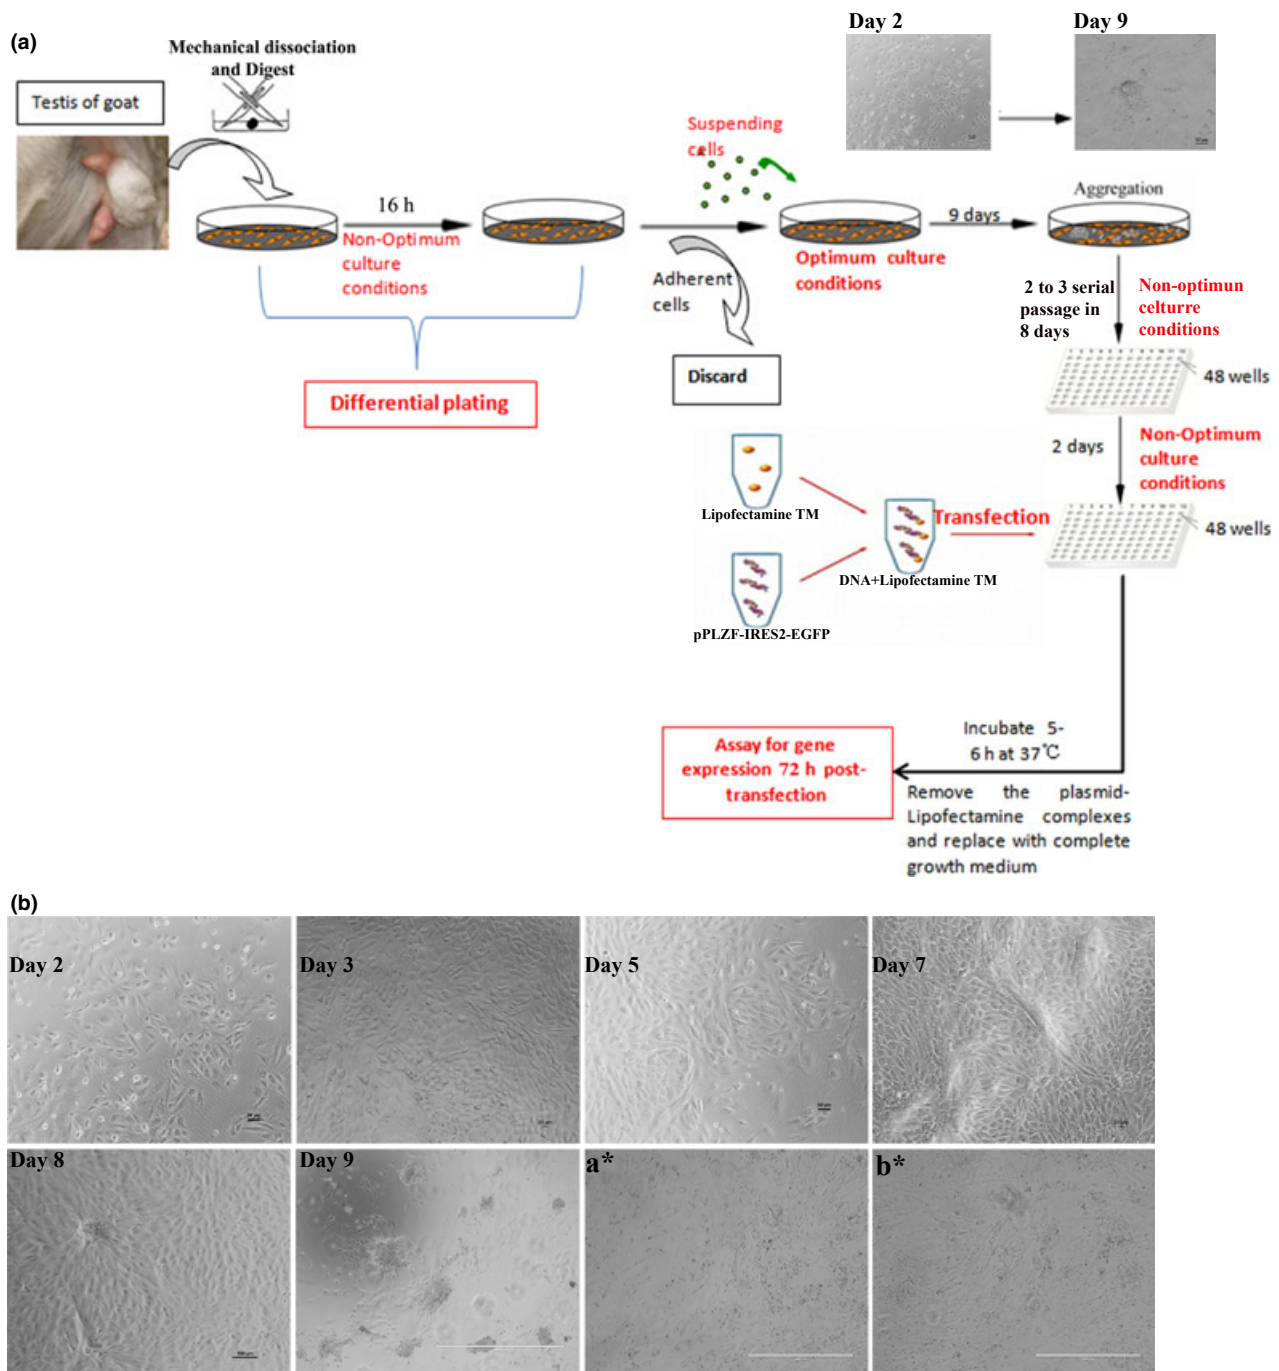 (a)
Day 2
Day 9
Mechanical dissociation
and Digest
Testis of goat
16 h
Non-Optimum
culture
conditions
Suspending
cells
Adherent
cells
Discard
Differential plating
Optimum culture
conditions
9 days
Aggregation
2 to 3 serial
passage in
8 days
Non-optimun
celturre
conditions
48 wells
2 days
Non-Optimum
culture
conditions
48 wells
Lipofectamine TM
pPLZF-IRES2-EGFP
DNA+Lipofectamine TM
Transfection
Incubate 5-
6 h at 37℃
Remove the plasmid-
Lipofectamine complexes
and replace with complete
growth medium
Assay for gene
expression 72 h post-
transfection
(b)
Day 2
Day 3
Day 5
Day 7
Day 8
Day 9
a*
b*